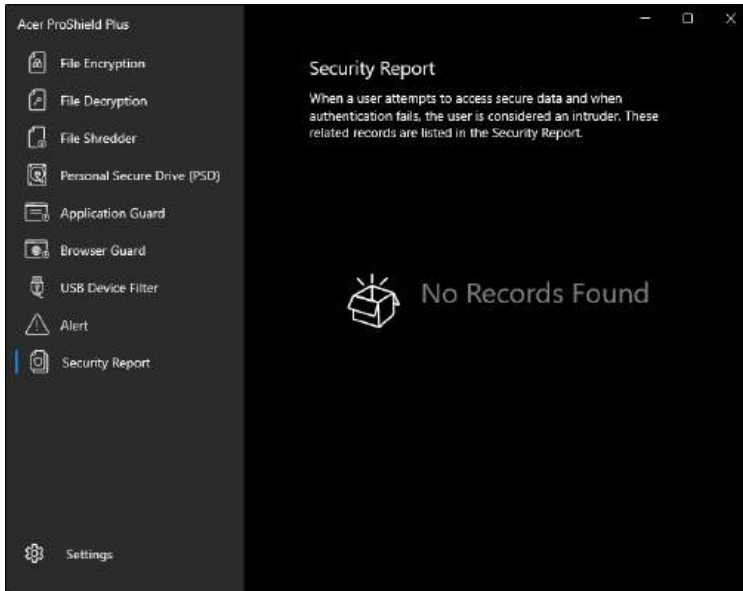 Acer ProShield Plus
File Encryption
File Decryption
File Shredder
Personal Secure Drive (PSD)
Application Guard
Browser Guard
USB Device Filter
Alert
Security Report
Settings
Security Report
When a user attempts to access secure data and when
authentication fails, the user is considered an intruder. These
related records are listed in the Security Report.
No Records Found